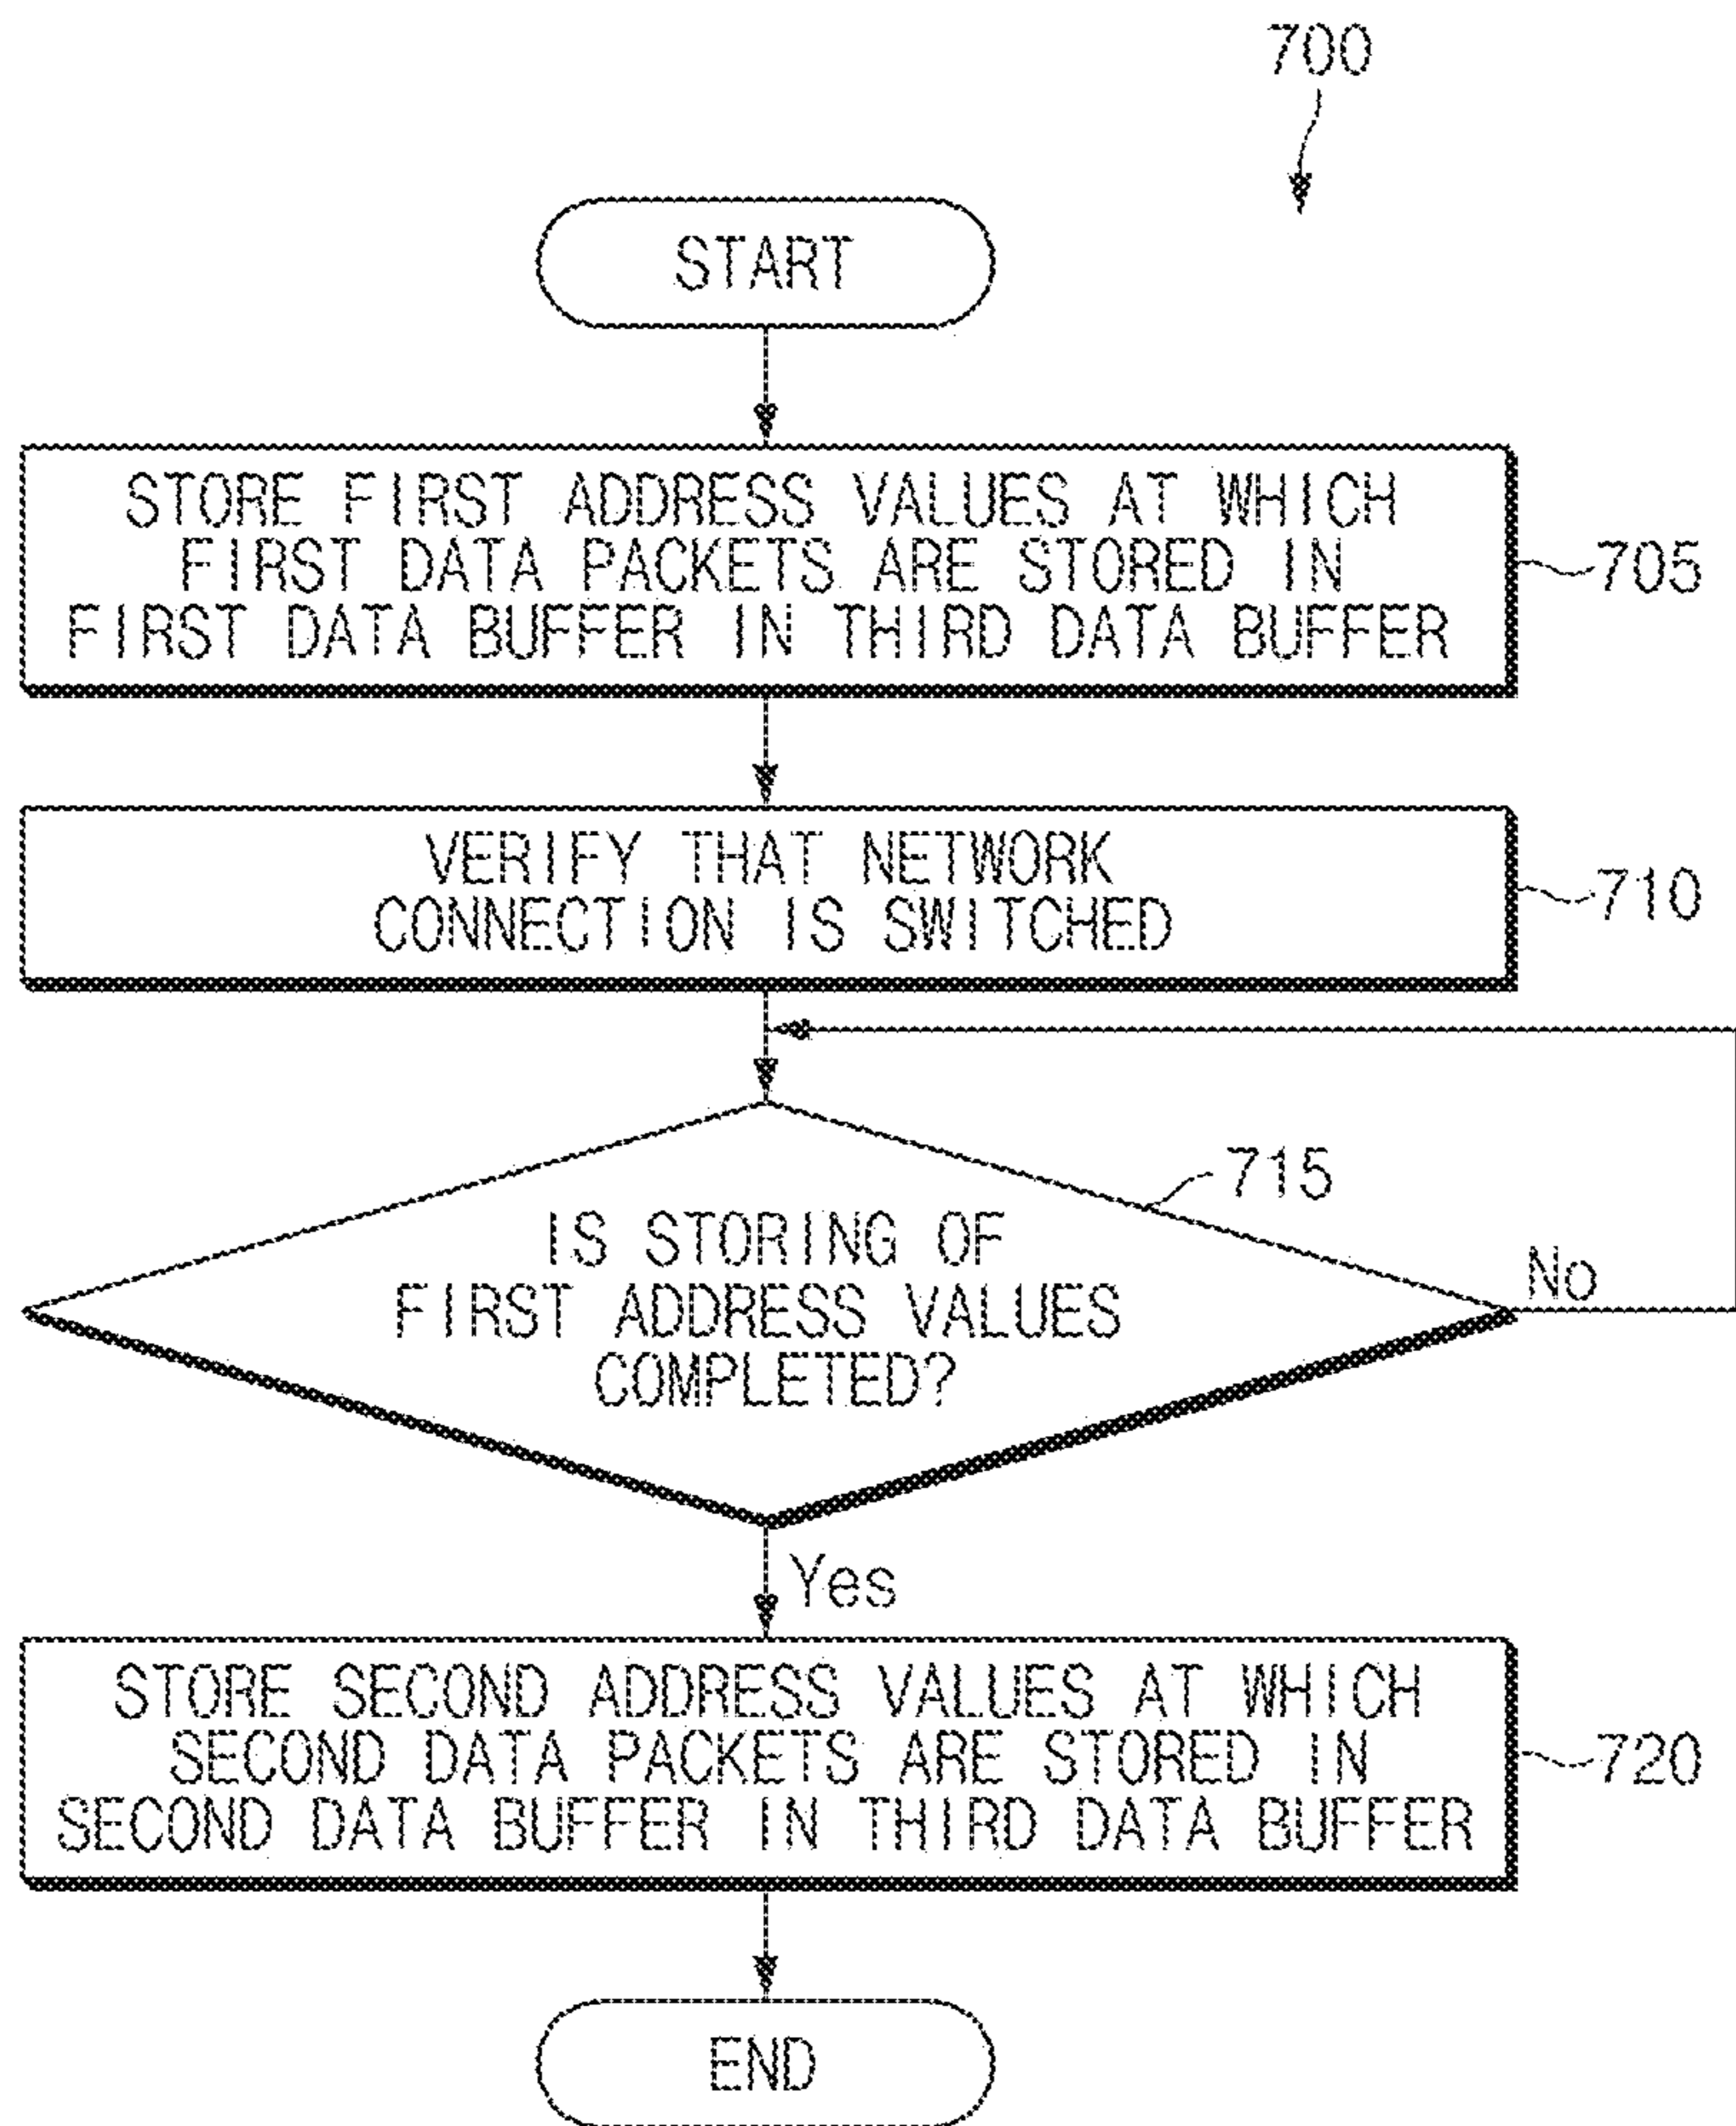 700
START
STORE FIRST ADDRESS VALUES AT WHICH
FIRST DATA PACKETS ARE STORED IN
FIRST DATA BUFFER IN THIRD DATA BUFFER
705
VERIFY THAT NETWORK
CONNECTION IS SWITCHED
710
715
IS STORING OF
FIRST ADDRESS VALUES
COMPLETED?
No
Yes
STORE SECOND ADDRESS VALUES AT WHICH
SECOND DATA PACKETS ARE STORED IN
SECOND DATA BUFFER IN THIRD DATA BUFFER
720
END